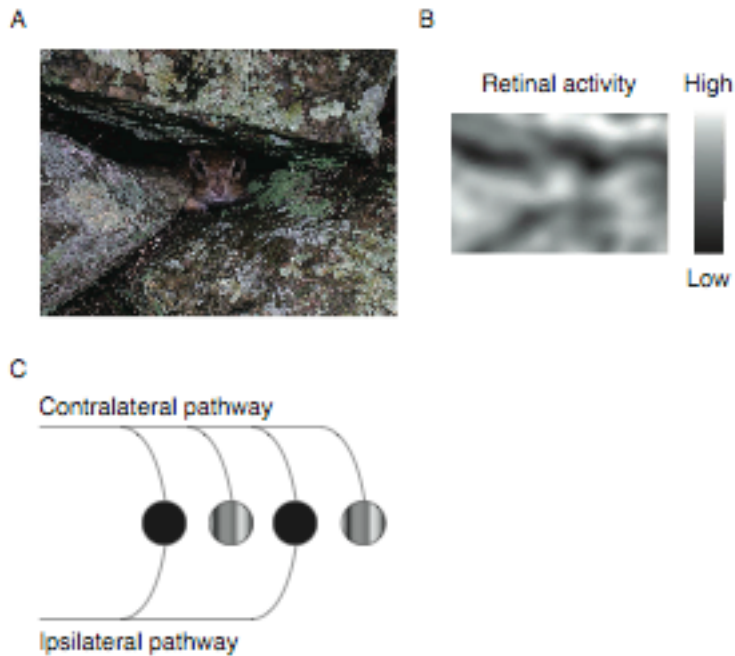 A
B
Retinal activity
High
Low
C
Contralateral pathway
Ipsilateral pathway